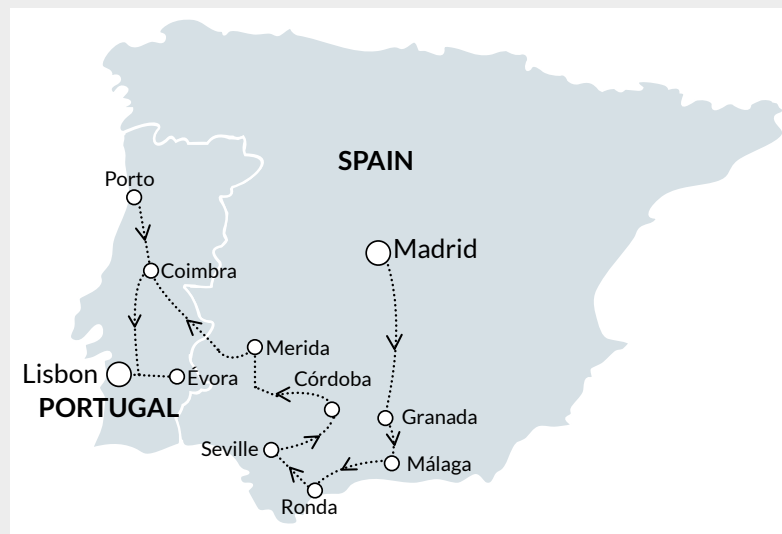 SPAIN
Porto
Madrid
Coimbra
Merida
Lisbon
Évora
Córdoba
PORTUGAL
Granada
Seville
Málaga
Ronda